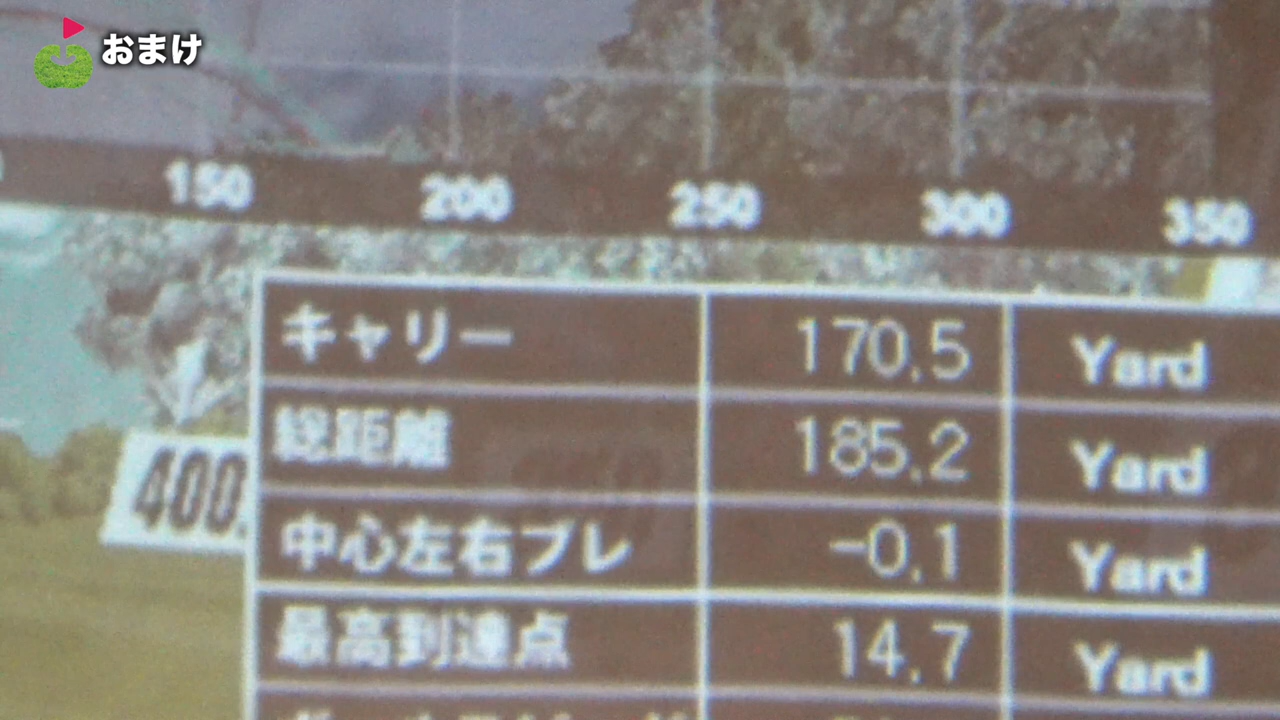 おまけ
150 200 250 300 350
キャリー 170.5 Yard
総距離 185.2 Yard
400
中心左右ブレ -0.1 Yard
最高到達点 14.7 Yard